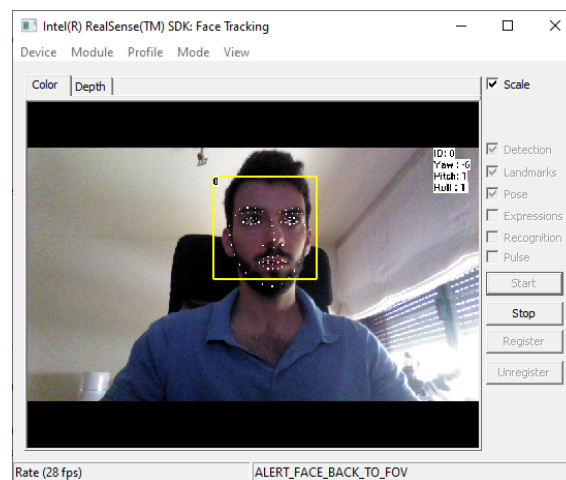 Intel(R) RealSense(TM) SDK: Face Tracking
Device Module Profile Mode View
Color Depth
Scale
0
ID: 0
Yaw : -6
Pitch: 1
Roll : 1
Detection
Landmarks
Pose
Expressions
Recognition
Pulse
Start
Stop
Register
Unregister
Rate (28 fps) ALERT_FACE_BACK_TO_FOV